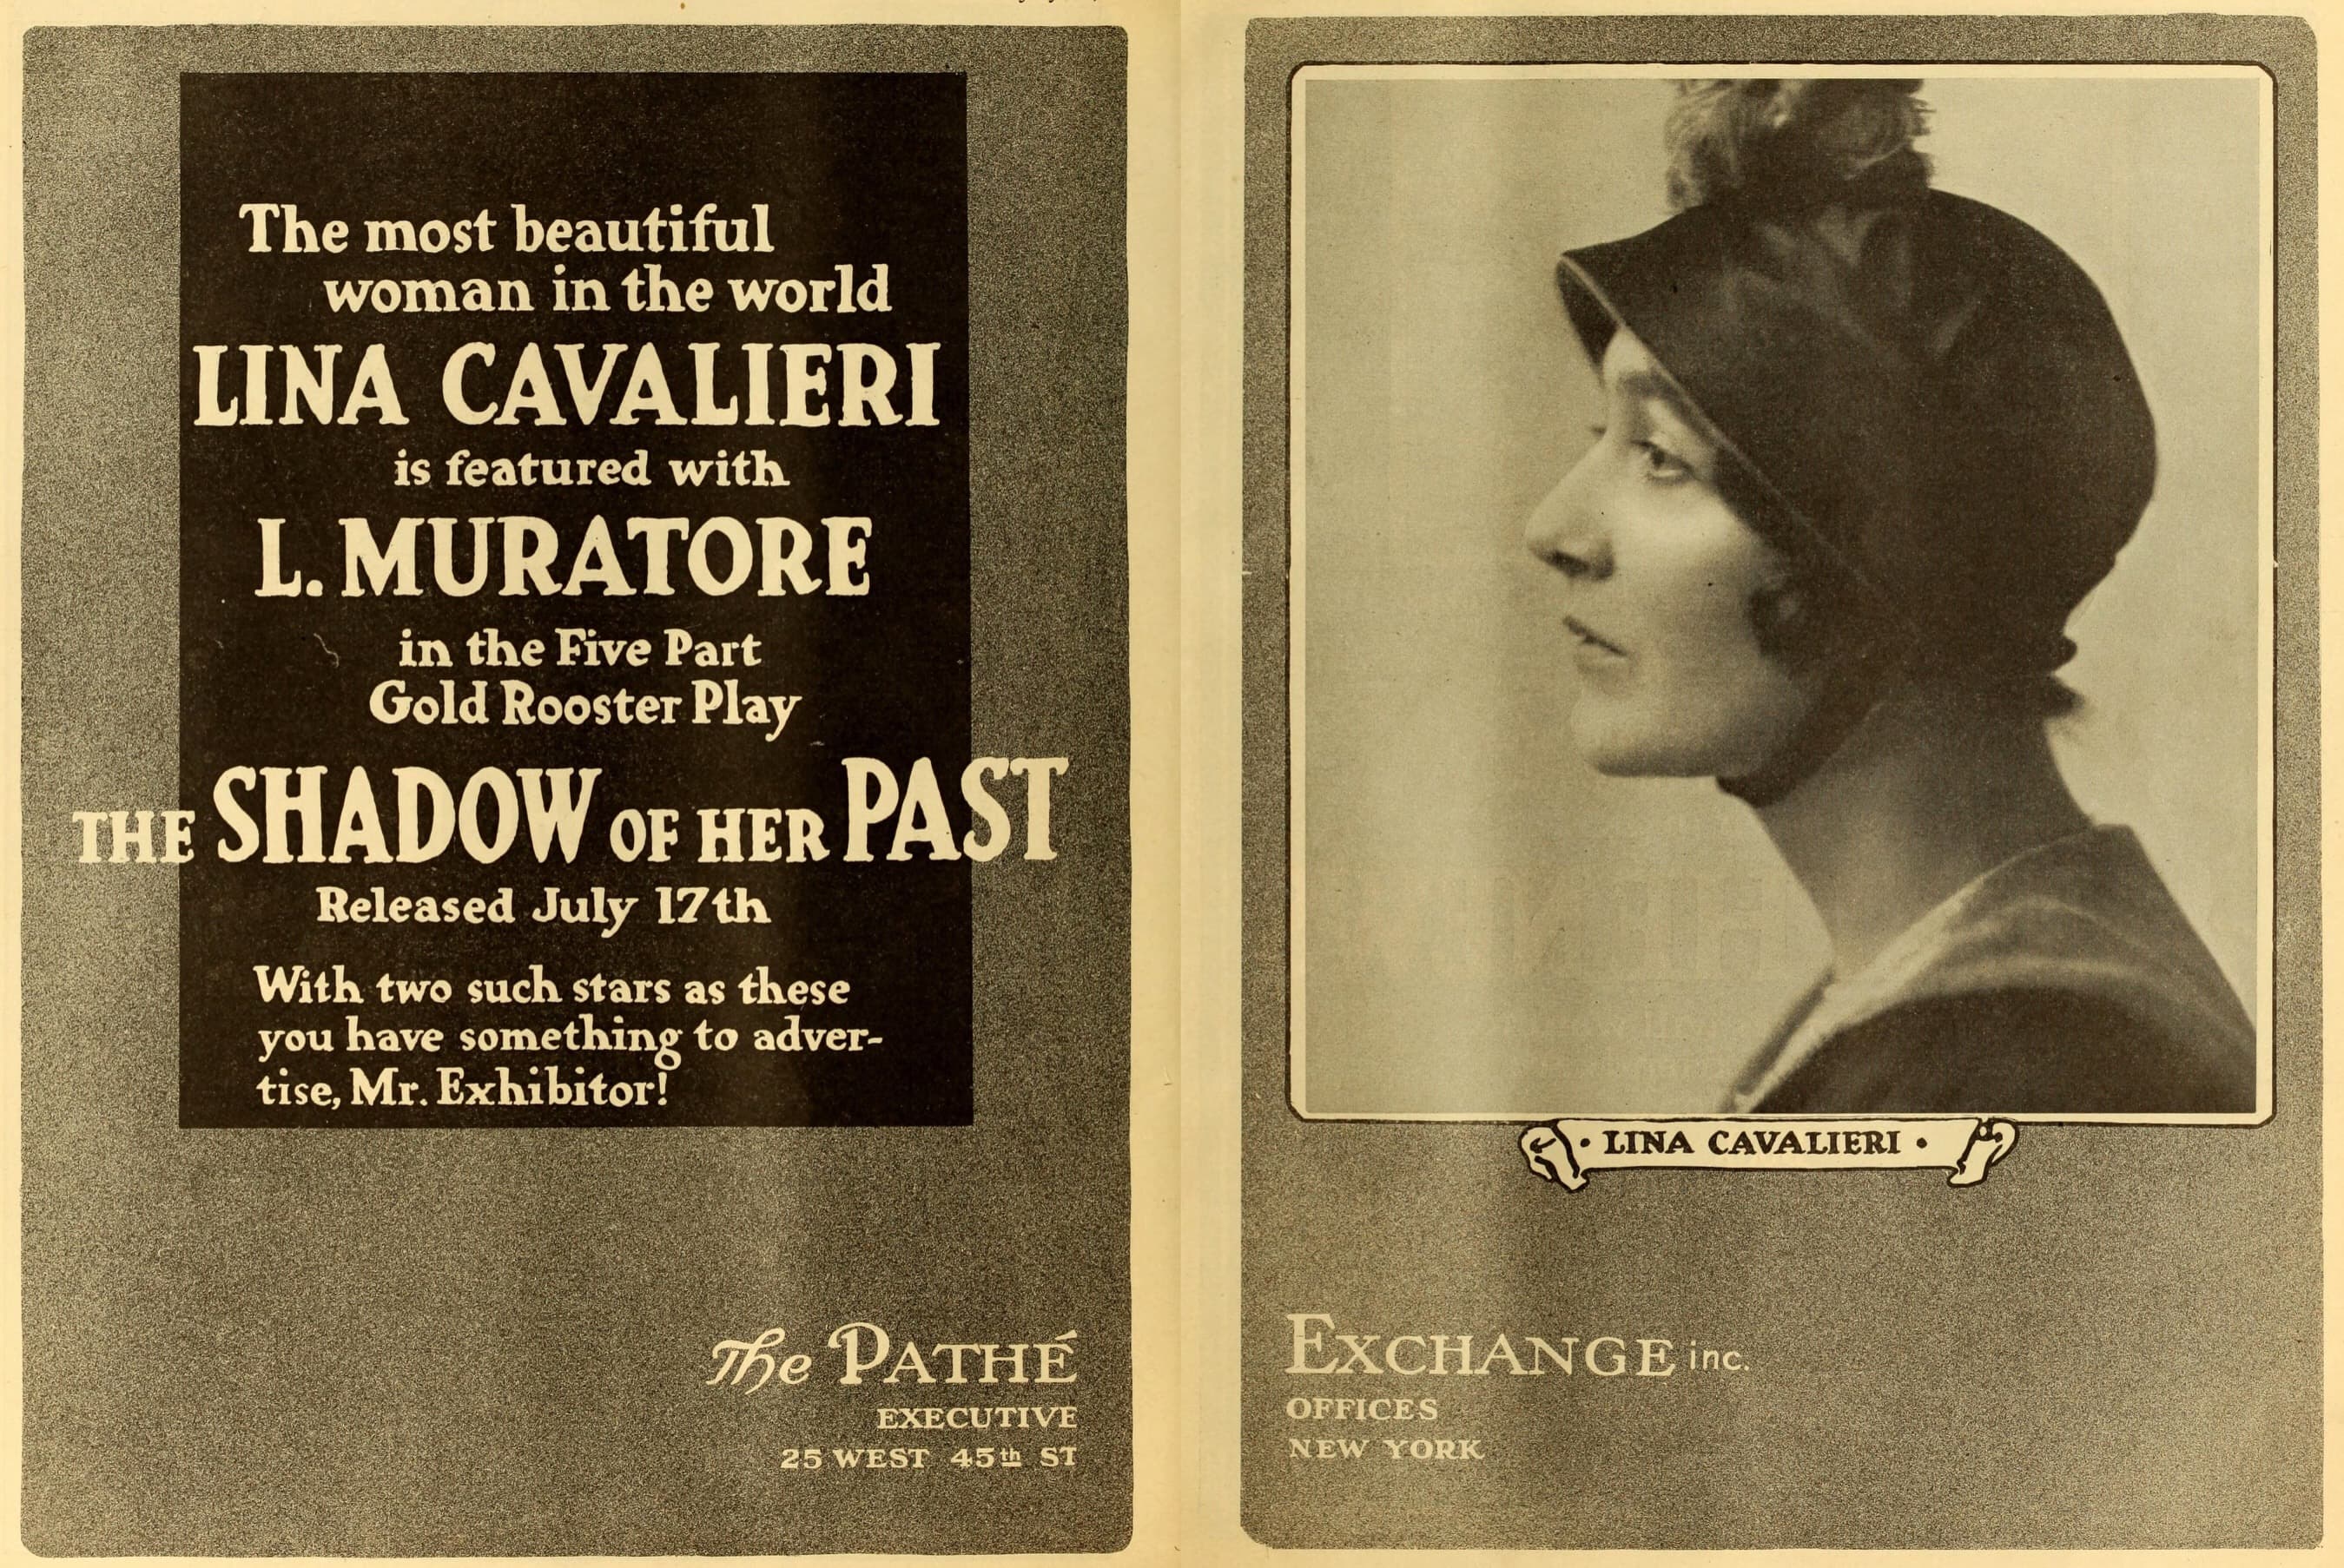 The most beautiful
woman in the world
LINA CAVALIERI
is featured with
L. MURATORE
in the Five Part
Gold Rooster Play
THE SHADOW OF HER PAST
Released July 17th
With two such stars as these
you have something to adver-
tise, Mr. Exhibitor!
• LINA CAVALIERI •
The PATHÉ EXCHANGE inc.
EXECUTIVE OFFICES
25 WEST 45th ST NEW YORK